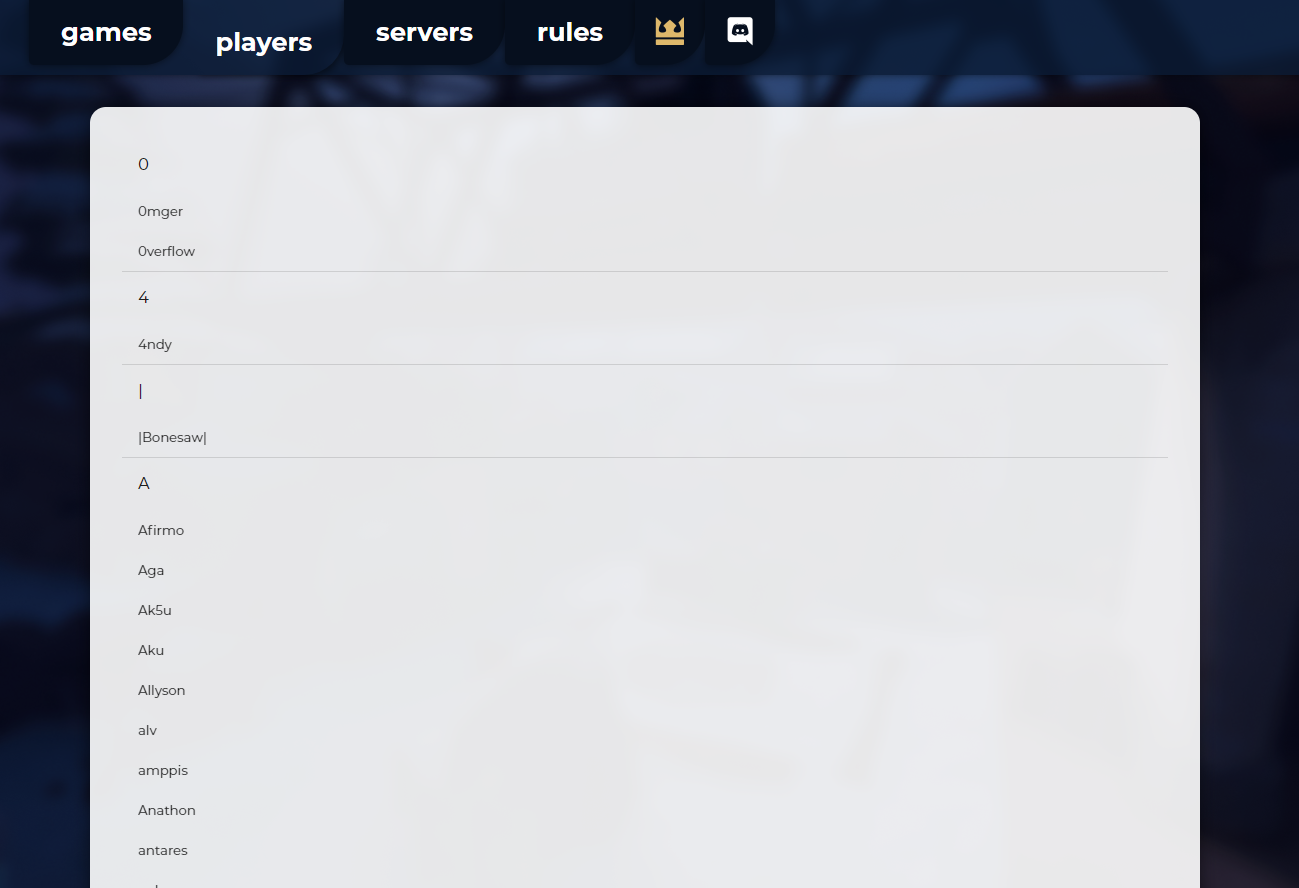 games players servers rules
0
0mger
0verflow
4
4ndy
|
|Bonesaw|
A
Afirmo
Aga
Ak5u
Aku
Allyson
alv
amppis
Anathon
antares